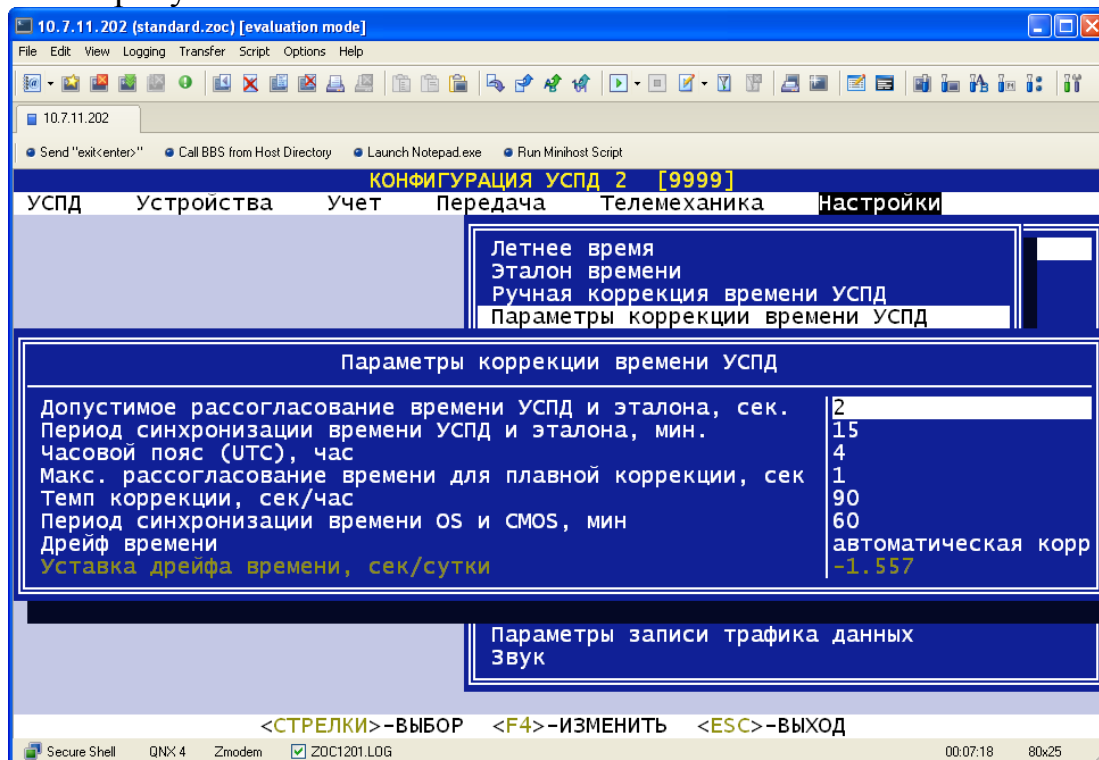 10.7.11.202 (standard.zoc) [evaluation mode]
File Edit View Logging Transfer Script Options Help
10.7.11.202
Send "exit<enter>" Call BBS from Host Directory Launch Notepad.exe Run Minihost Script
КОНФИГУРАЦИЯ УСПД 2 [9999]
УСПД Устройства Учет Передача Телемеханика Настройки
Летнее время
Эталон времени
Ручная коррекция времени УСПД
Параметры коррекции времени УСПД
Параметры коррекции времени УСПД
Допустимое рассогласование времени УСПД и эталона, сек. 2
Период синхронизации времени УСПД и эталона, мин. 15
Часовой пояс (UTC), час 4
Макс. рассогласование времени для плавной коррекции, сек 1
Темп коррекции, сек/час 90
Период синхронизации времени OS и CMOS, мин 60
Дрейф времени автоматическая корр
Уставка дрейфа времени, сек/сутки -1.557
Параметры записи трафика данных
Звук
<СТРЕЛКИ>-ВЫБОР <F4>-ИЗМЕНИТЬ <ESC>-ВЫХОД
Secure Shell QNX 4 Zmodem ZOC1201.LOG 00:07:18 80x25